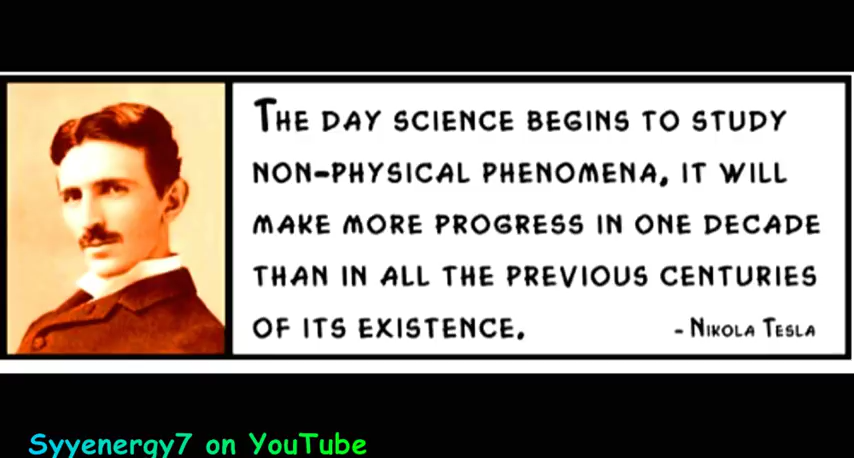 THE DAY SCIENCE BEGINS TO STUDY
NON-PHYSICAL PHENOMENA, IT WILL
MAKE MORE PROGRESS IN ONE DECADE
THAN IN ALL THE PREVIOUS CENTURIES
OF ITS EXISTENCE. - NIKOLA TESLA
Syyenergy7 on YouTube